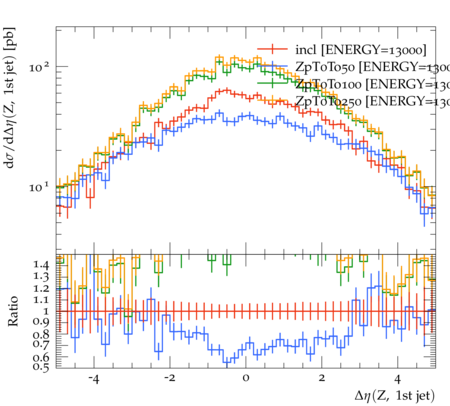 dσ/dΔη(Z, 1st jet) [pb]
10²
10¹
incl [ENERGY=13000]
ZpToTo50 [ENERGY=1300
ZpToTo100 [ENERGY=130
ZpToTo250 [ENERGY=130
Ratio
1.4
1.3
1.2
1.1
1
0.9
0.8
0.7
0.6
0.5
-4 -2 0 2 4
Δη(Z, 1st jet)